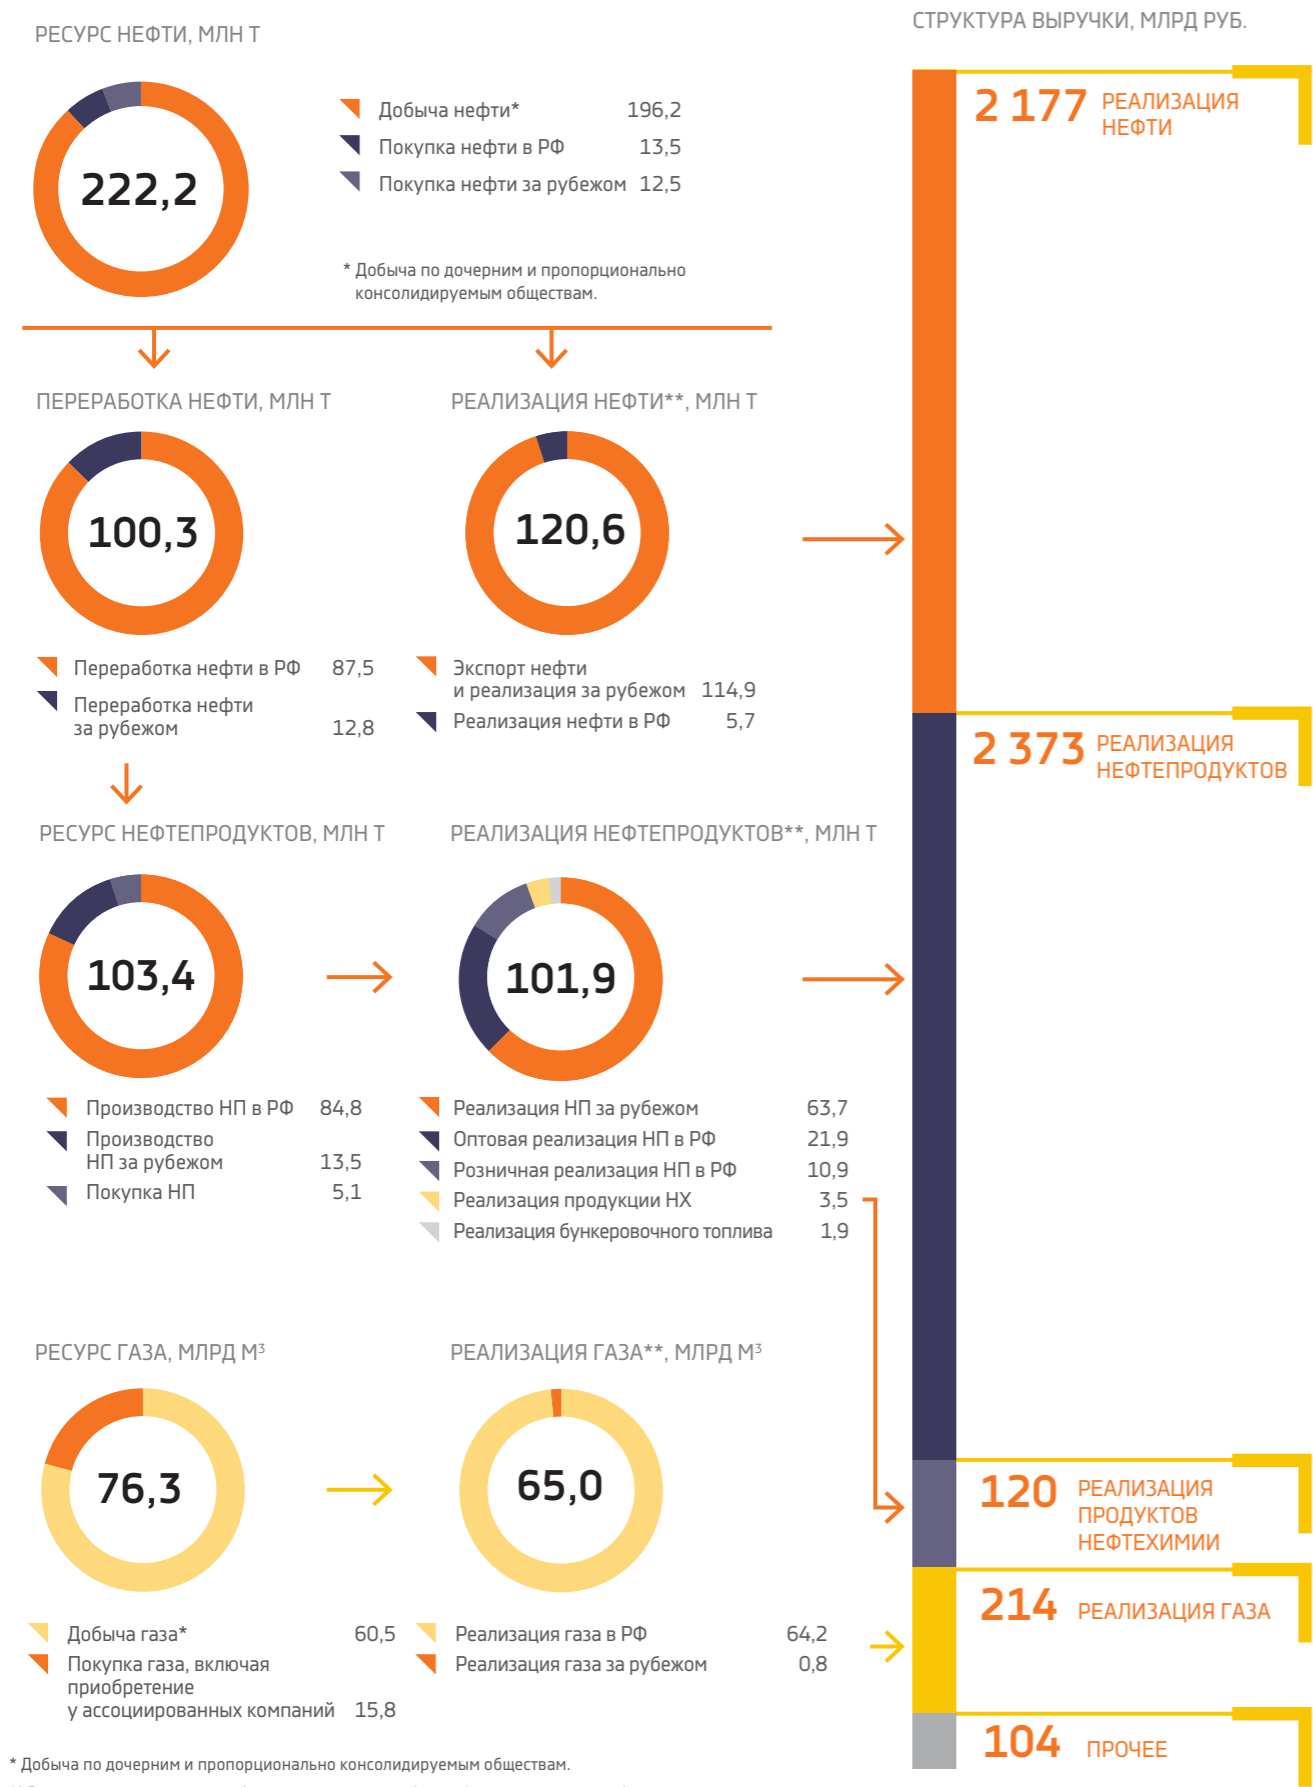 РЕСУРС НЕФТИ, МЛН Т
222,2
Добыча нефти* 196,2
Покупка нефти в РФ 13,5
Покупка нефти за рубежом 12,5
* Добыча по дочерним и пропорционально
консолидируемым обществам.
ПЕРЕРАБОТКА НЕФТИ, МЛН Т
100,3
Переработка нефти в РФ 87,5
Переработка нефти
за рубежом 12,8
РЕАЛИЗАЦИЯ НЕФТИ**, МЛН Т
120,6
Экспорт нефти
и реализация за рубежом 114,9
Реализация нефти в РФ 5,7
РЕСУРС НЕФТЕПРОДУКТОВ, МЛН Т
103,4
Производство НП в РФ 84,8
Производство
НП за рубежом 13,5
Покупка НП 5,1
РЕАЛИЗАЦИЯ НЕФТЕПРОДУКТОВ**, МЛН Т
101,9
Реализация НП за рубежом 63,7
Оптовая реализация НП в РФ 21,9
Розничная реализация НП в РФ 10,9
Реализация продукции НХ 3,5
Реализация бункеровочного топлива 1,9
РЕСУРС ГАЗА, МЛРД М³
76,3
Добыча газа* 60,5
Покупка газа, включая
приобретение
у ассоциированных компаний 15,8
РЕАЛИЗАЦИЯ ГАЗА**, МЛРД М³
65,0
Реализация газа в РФ 64,2
Реализация газа за рубежом 0,8
СТРУКТУРА ВЫРУЧКИ, МЛРД РУБ.
2 177 РЕАЛИЗАЦИЯ
НЕФТИ
2 373 РЕАЛИЗАЦИЯ
НЕФТЕПРОДУКТОВ
120 РЕАЛИЗАЦИЯ
ПРОДУКТОВ
НЕФТЕХИМИИ
214 РЕАЛИЗАЦИЯ ГАЗА
104 ПРОЧЕЕ
* Добыча по дочерним и пропорционально консолидируемым обществам.